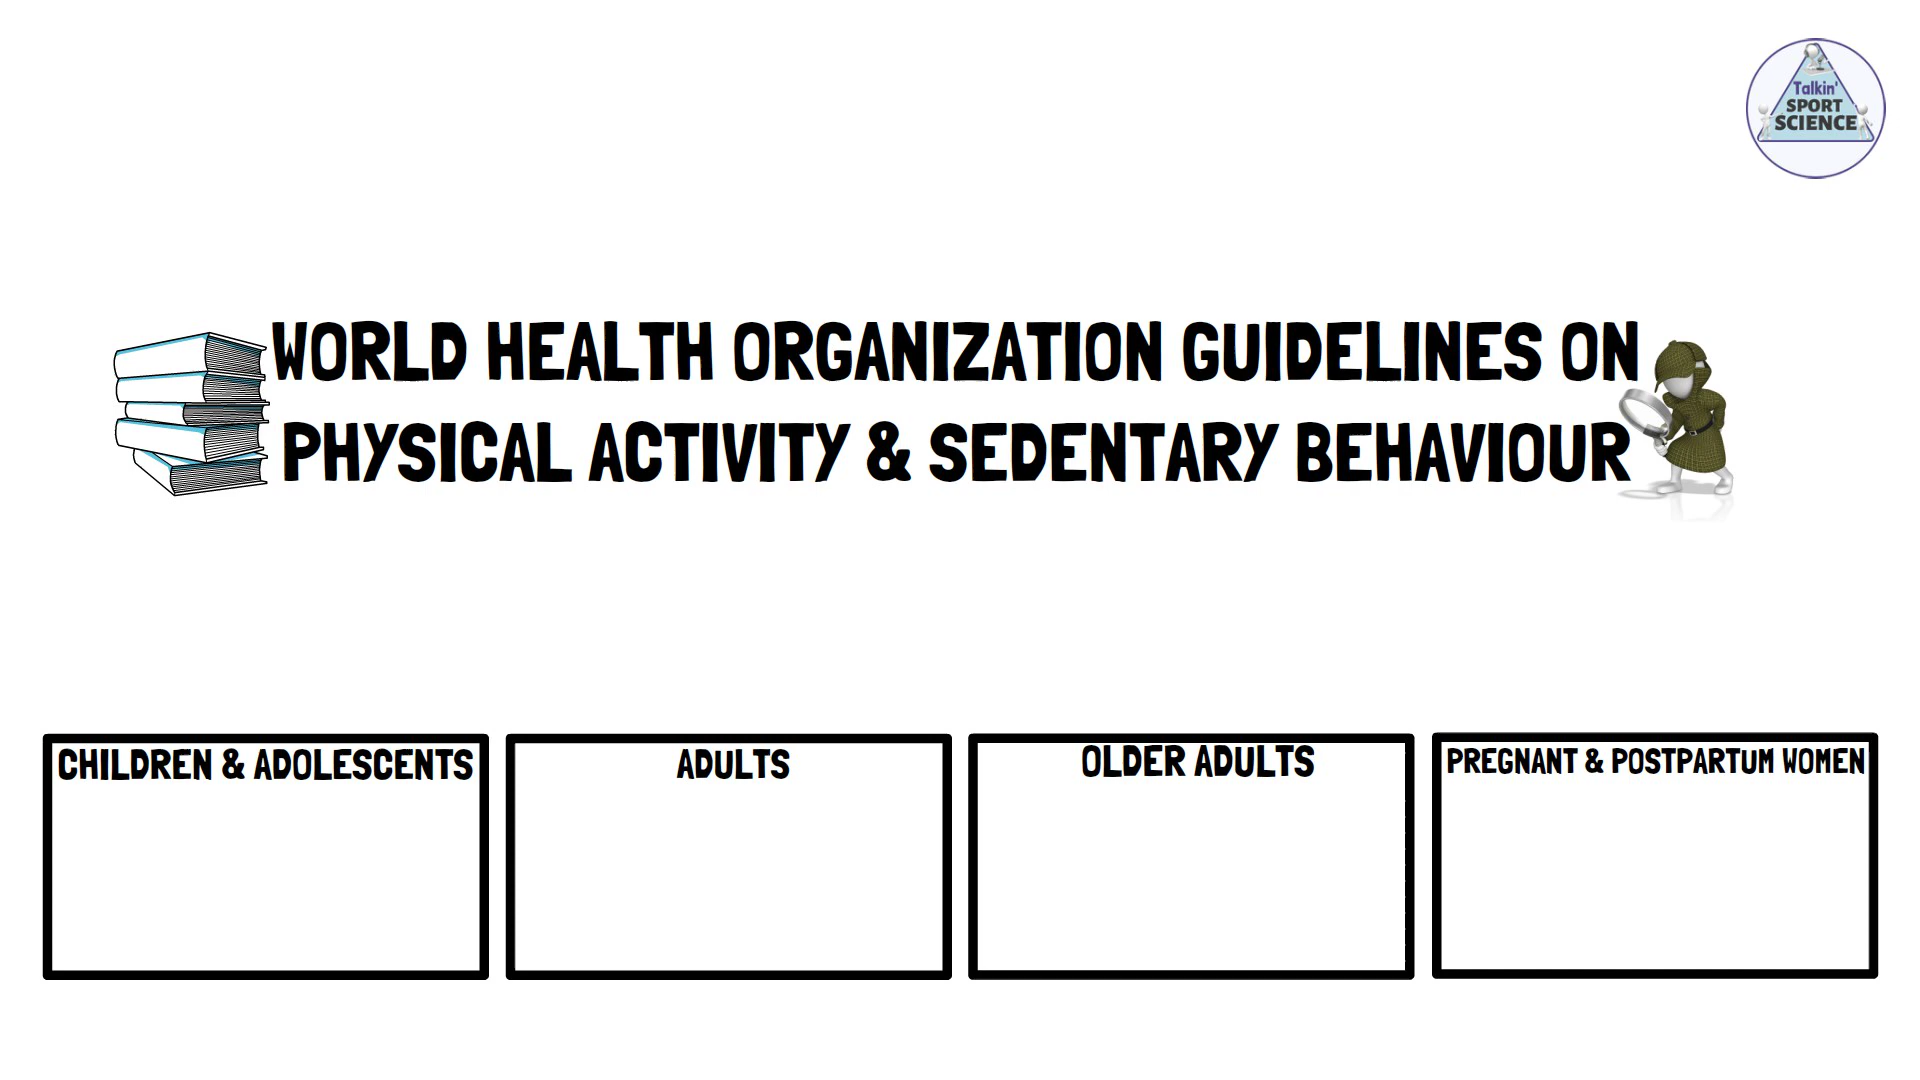 Talkin'
SPORT
SCIENCE
WORLD HEALTH ORGANIZATION GUIDELINES ON
PHYSICAL ACTIVITY & SEDENTARY BEHAVIOUR
CHILDREN & ADOLESCENTS
ADULTS
OLDER ADULTS
PREGNANT & POSTPARTUM WOMEN